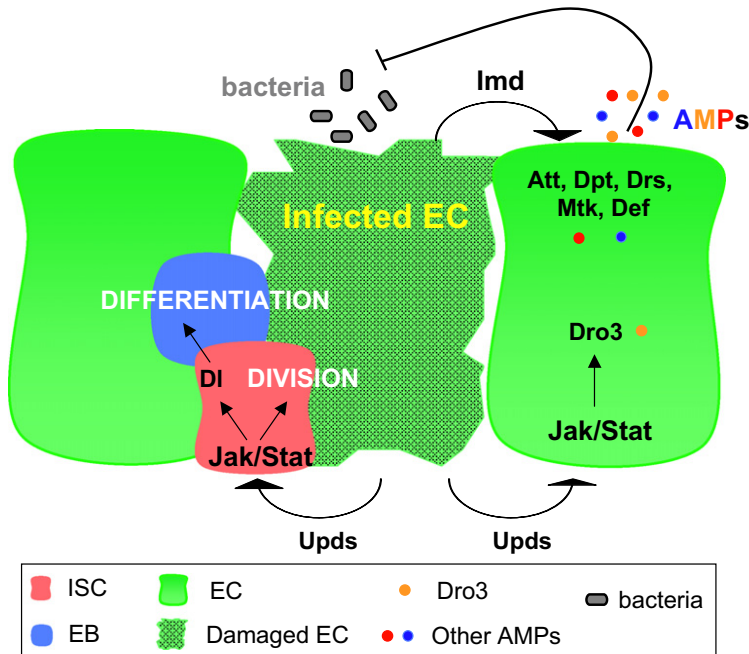 bacteria
Imd
AMPs
Att, Dpt, Drs,
Mtk, Def
Infected EC
DIFFERENTIATION
Dro3
Dl
DIVISION
Jak/Stat
Jak/Stat
Upds
Upds
ISC
EC
Dro3
bacteria
EB
Damaged EC
Other AMPs